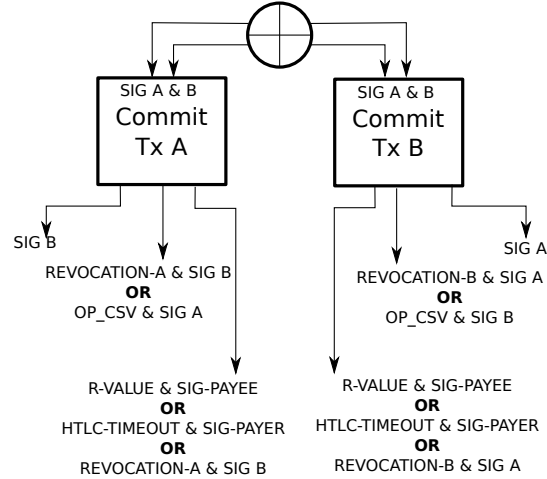 SIG A & B
Commit
Tx A
SIG A & B
Commit
Tx B
SIG B
REVOCATION-A & SIG B
OR
OP_CSV & SIG A
SIG A
REVOCATION-B & SIG A
OR
OP_CSV & SIG B
R-VALUE & SIG-PAYEE
OR
HTLC-TIMEOUT & SIG-PAYER
OR
REVOCATION-A & SIG B
R-VALUE & SIG-PAYEE
OR
HTLC-TIMEOUT & SIG-PAYER
OR
REVOCATION-B & SIG A